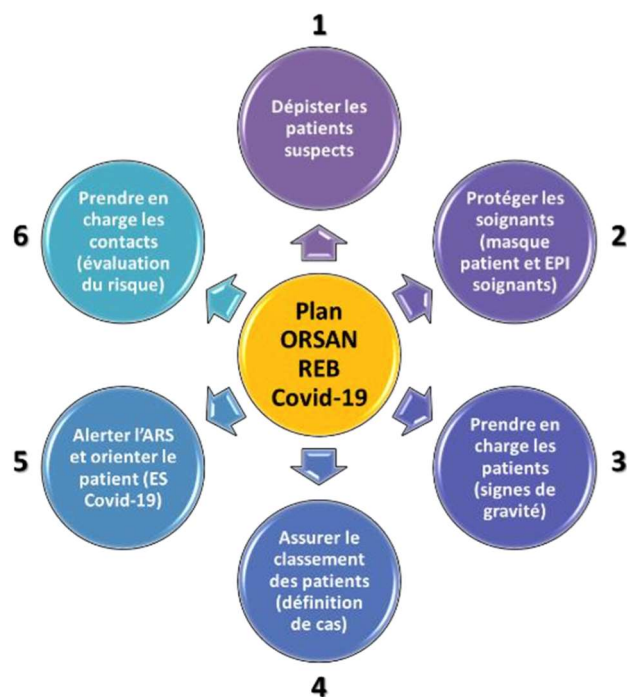 1
Dépister les
patients
suspects
Protéger les
soignants
(masque
patient et EPI
soignants)
2
Prendre en
charge les
patients
(signes de
gravité)
3
Assurer le
classement
des patients
(définition
de cas)
4
5
Alerter l'ARS
et orienter le
patient (ES
Covid-19)
6
Prendre en
charge les
contacts
(évaluation
du risque)
Plan
ORSAN
REB
Covid-19